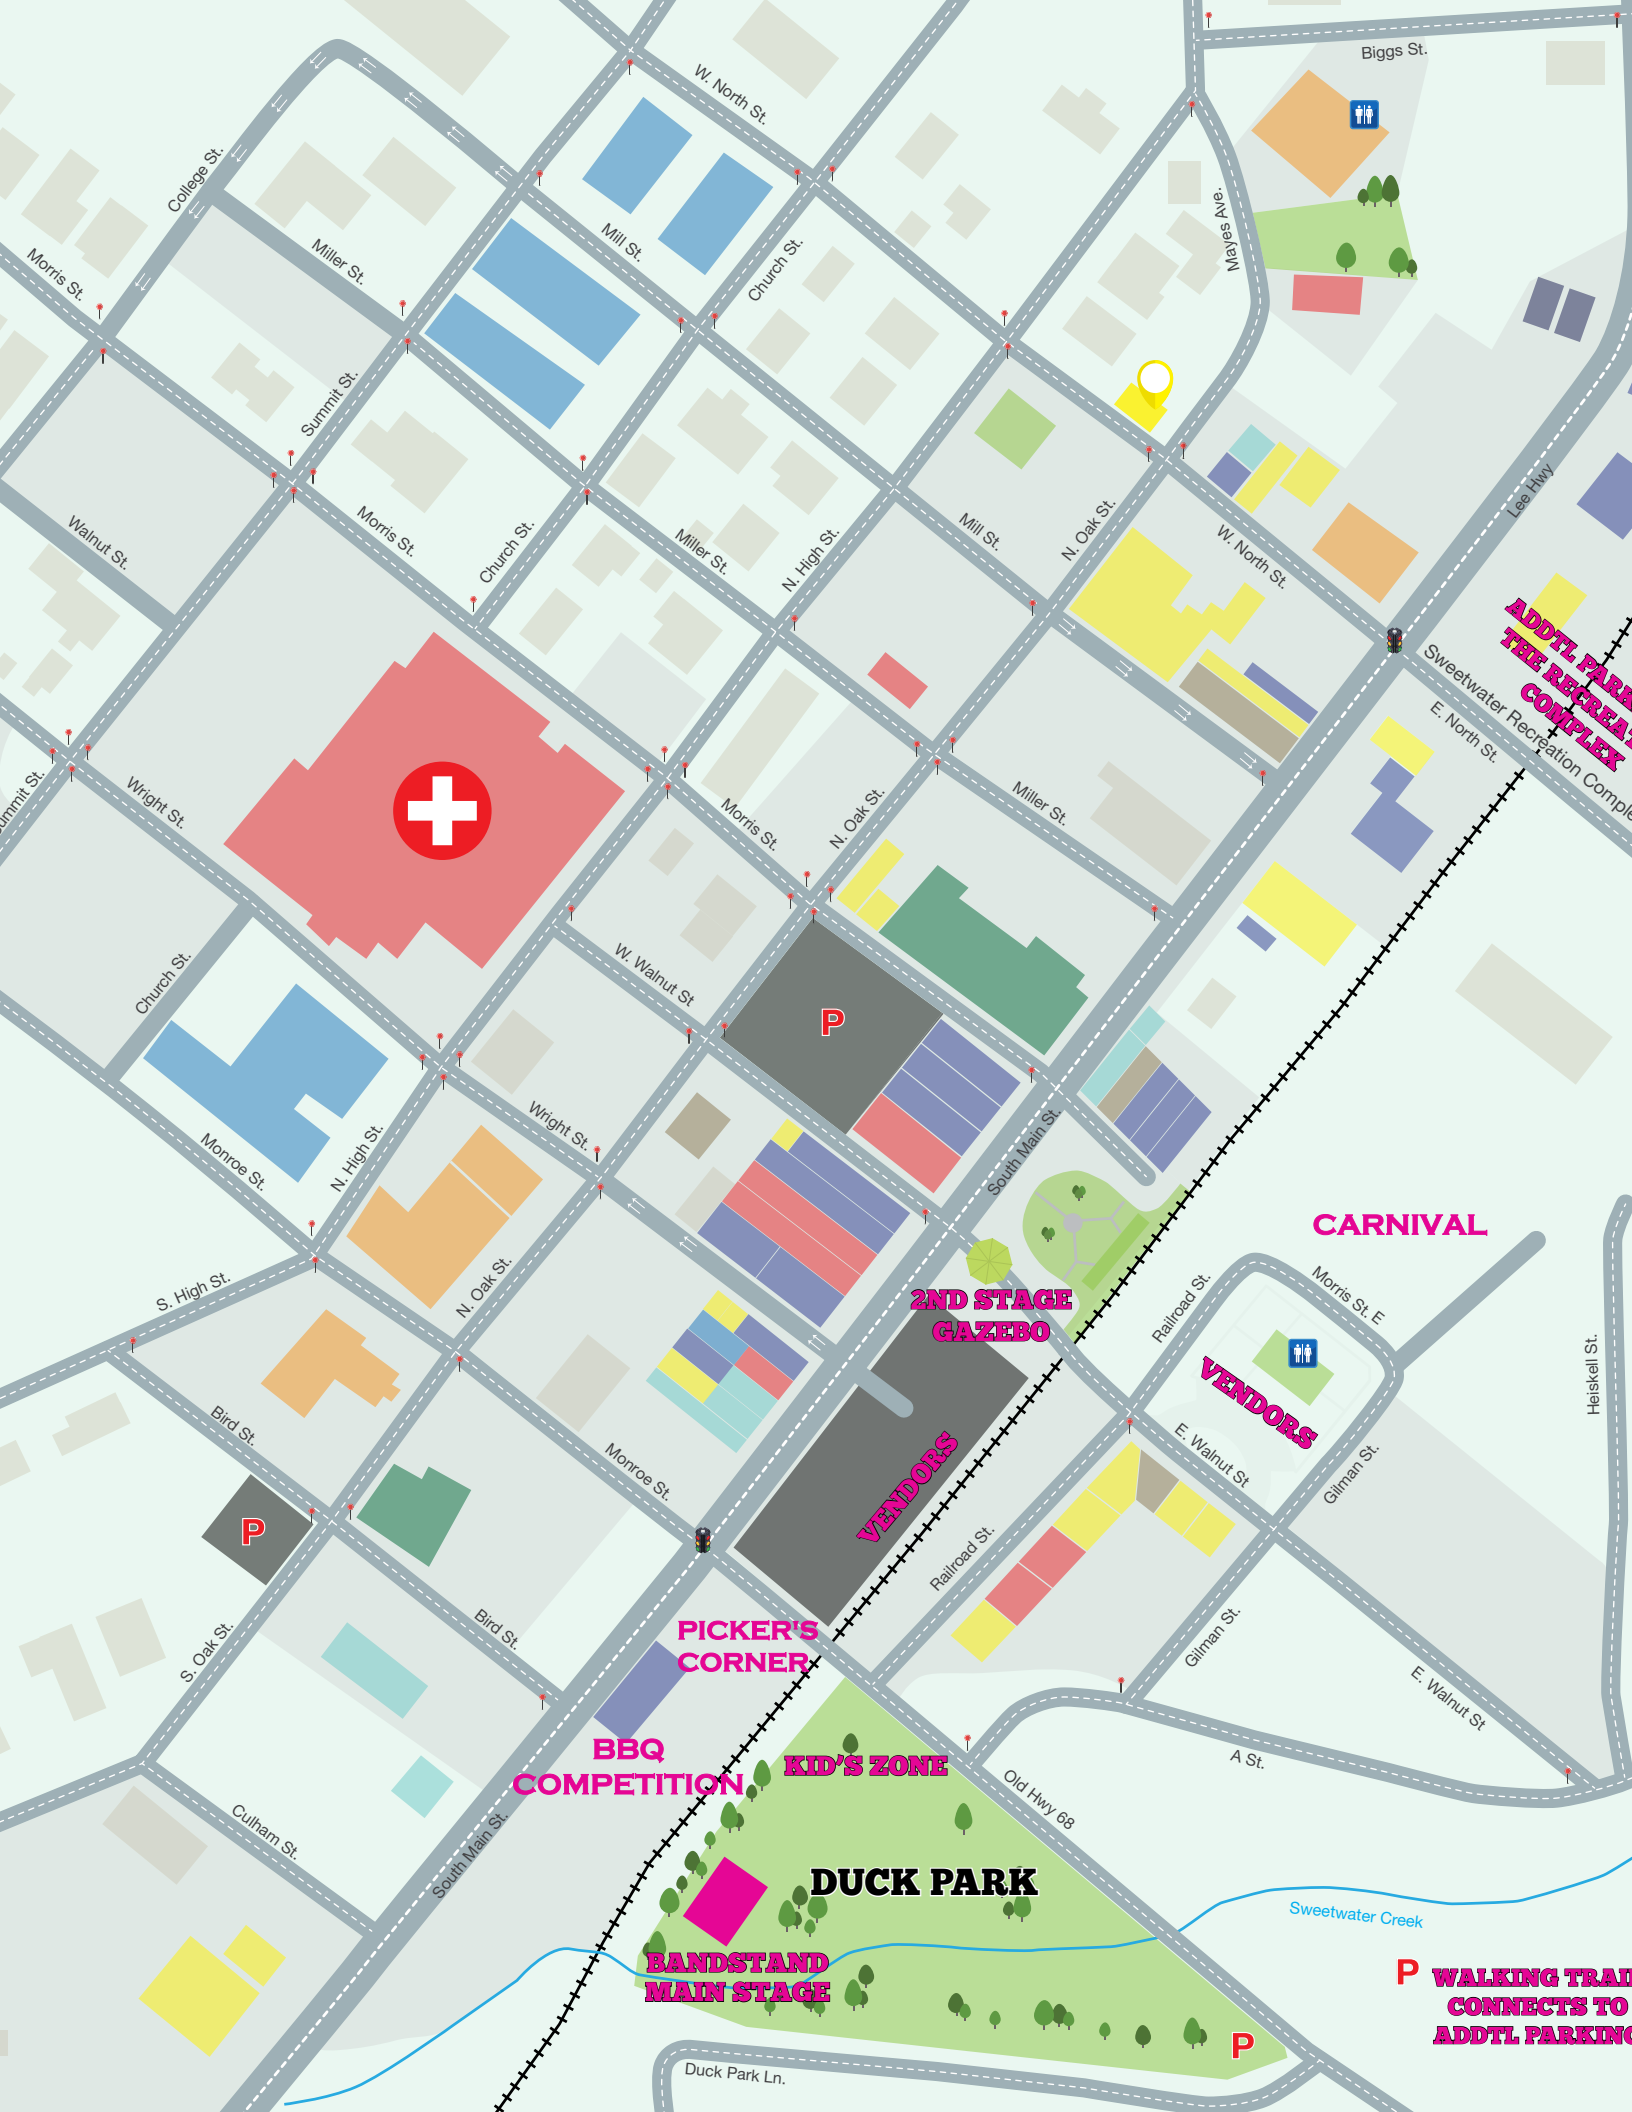 Biggs St.
W. North St.
College St.
Mayes Ave.
Mill St.
Miller St.
Morris St.
Church St.
Summit St.
Lee Hwy
Walnut St.
Morris St.
Church St.
Miller St.
N. High St.
Mill St.
N. Oak St.
W. North St.
ADDTL PARK
THE RECREAT
COMPLEX
Sweetwater Recreation Comple
E. North St.
ummit St.
Wright St.
Morris St.
N. Oak St.
Miller St.
Church St.
W. Walnut St
P
Monroe St.
N. High St.
Wright St.
South Main St.
CARNIVAL
S. High St.
N. Oak St.
2ND STAGE
GAZEBO
Railroad St.
Morris St. E
VENDORS
Heiskell St.
Bird St.
Monroe St.
VENDORS
E. Walnut St
Gilman St.
P
Railroad St.
S. Oak St.
Bird St.
PICKER'S
CORNER
Gilman St.
E. Walnut St
BBQ
COMPETITION
KID'S ZONE
A St.
Old Hwy 68
Culham St.
South Main St.
DUCK PARK
Sweetwater Creek
BANDSTAND
MAIN STAGE
P
WALKING TRAI
CONNECTS TO
ADDTL PARKING
P
Duck Park Ln.